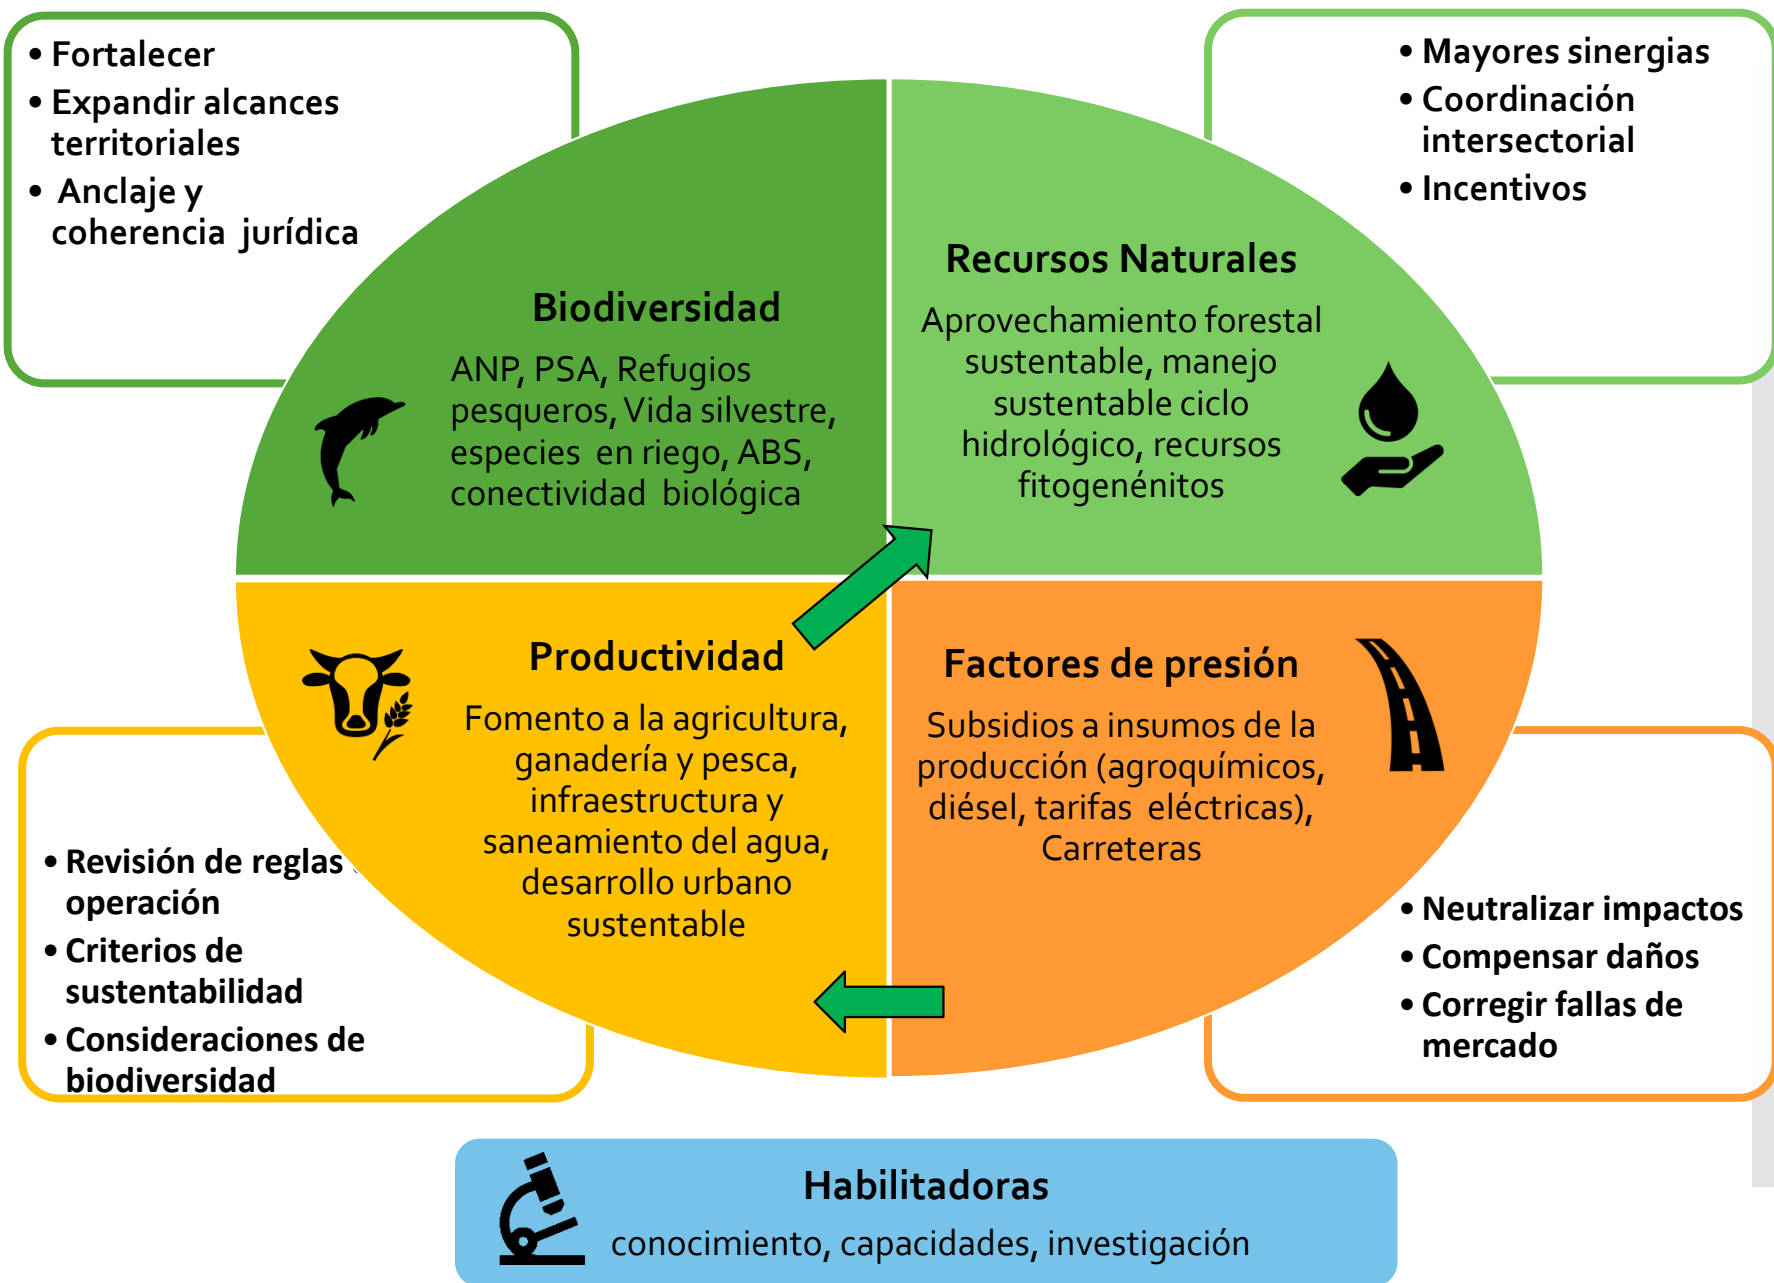 • Fortalecer
• Expandir alcances
territoriales
• Anclaje y
coherencia jurídica
• Mayores sinergias
• Coordinación
intersectorial
• Incentivos
Biodiversidad
ANP, PSA, Refugios
pesqueros, Vida silvestre,
especies en riego, ABS,
conectividad biológica
Recursos Naturales
Aprovechamiento forestal
sustentable, manejo
sustentable ciclo
hidrológico, recursos
fitogenénitos
Productividad
Fomento a la agricultura,
ganadería y pesca,
infraestructura y
saneamiento del agua,
desarrollo urbano
sustentable
Factores de presión
Subsidios a insumos de la
producción (agroquímicos,
diésel, tarifas eléctricas),
Carreteras
• Revisión de reglas
operación
• Criterios de
sustentabilidad
• Consideraciones de
biodiversidad
• Neutralizar impactos
• Compensar daños
• Corregir fallas de
mercado
Habilitadoras
conocimiento, capacidades, investigación